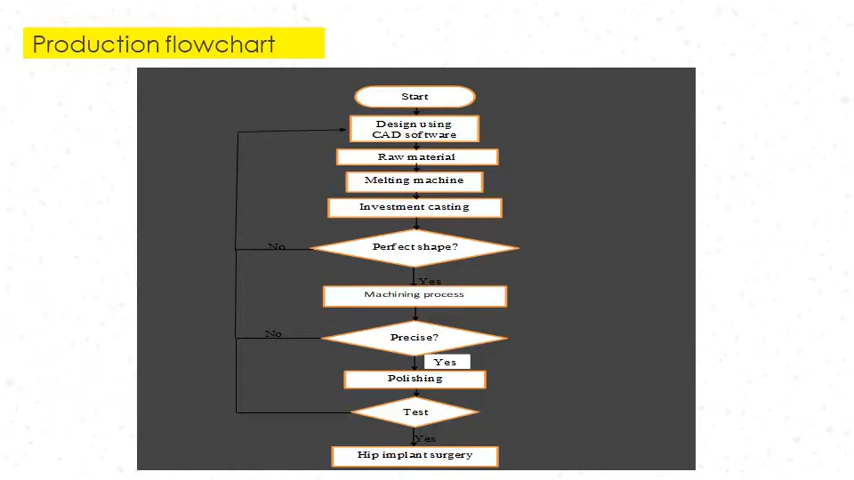 Production flowchart
Start
Design using
CAD software
Raw material
Melting machine
Investment casting
Perfect shape?
No
Yes
Machining process
No
Precise?
Yes
Polishing
Test
Yes
Hip implant surgery